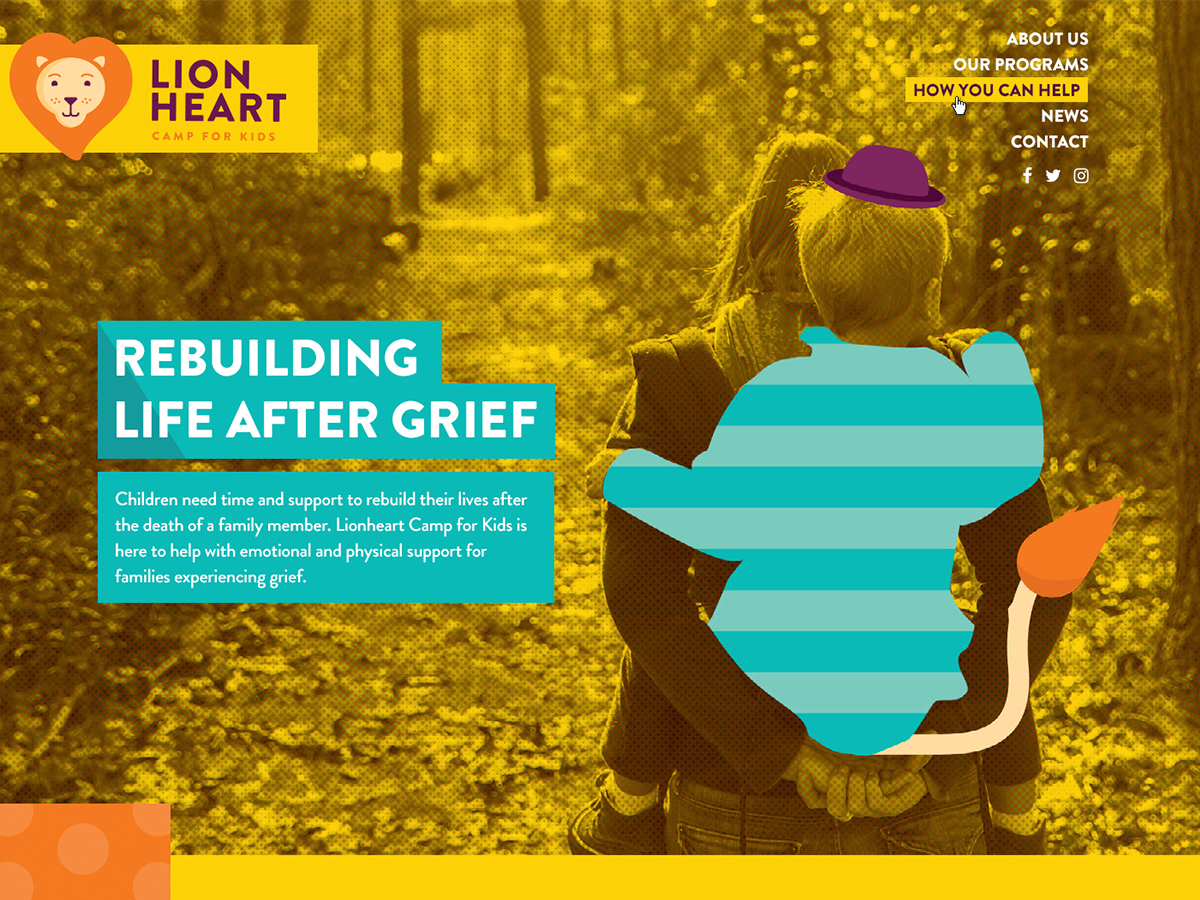 LION
HEART
CAMP FOR KIDS
ABOUT US
OUR PROGRAMS
HOW YOU CAN HELP
NEWS
CONTACT
REBUILDING
LIFE AFTER GRIEF
Children need time and support to rebuild their lives after
the death of a family member. Lionheart Camp for Kids is
here to help with emotional and physical support for
families experiencing grief.